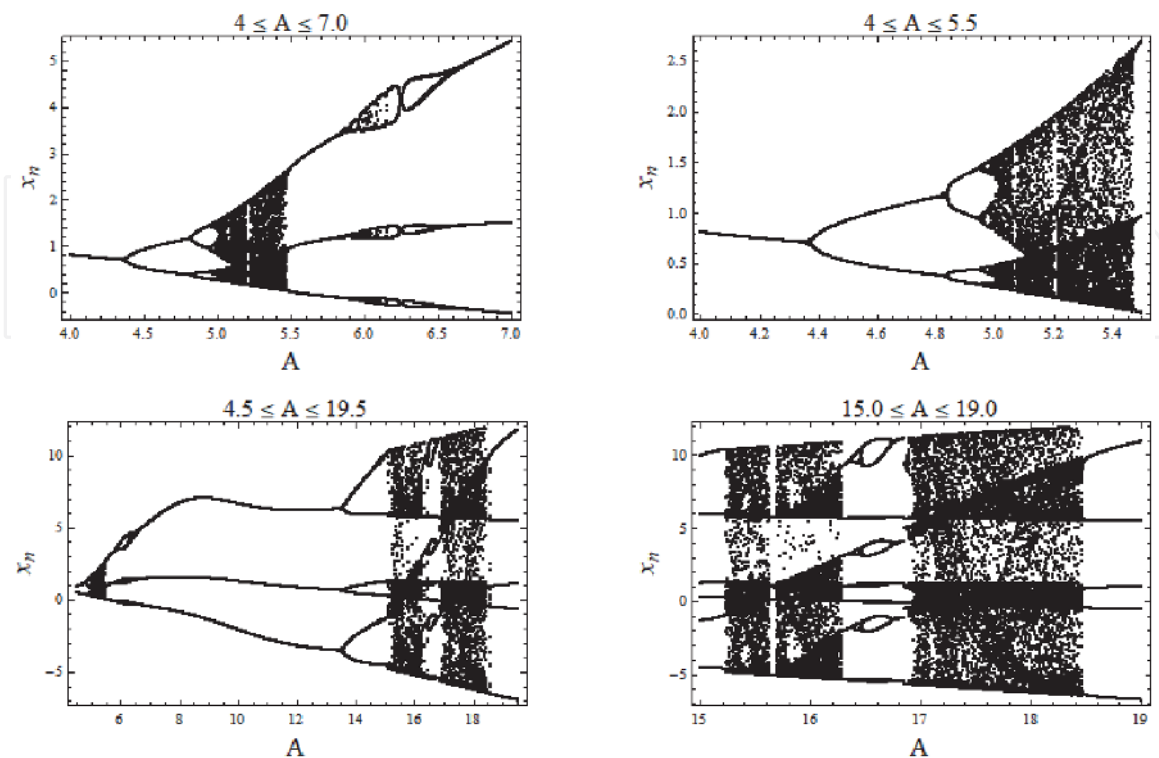 4 ≤ A ≤ 7.0
5
4
3
2
1
0
x_n
4.0 4.5 5.0 5.5 6.0 6.5 7.0
A
4 ≤ A ≤ 5.5
2.5
2.0
1.5
1.0
0.5
0.0
x_n
4.0 4.2 4.4 4.6 4.8 5.0 5.2 5.4
A
4.5 ≤ A ≤ 19.5
10
5
0
−5
x_n
6 8 10 12 14 16 18
A
15.0 ≤ A ≤ 19.0
10
5
0
−5
x_n
15 16 17 18 19
A